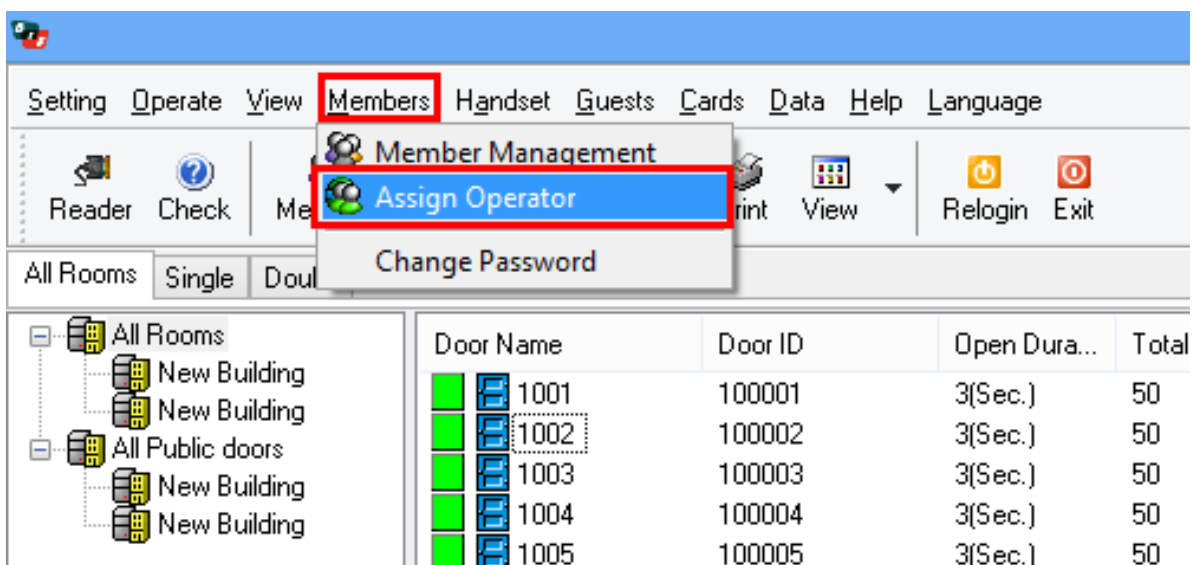 Setting Operate View Members Handset Guests Cards Data Help Language
Member Management
Assign Operator
Change Password
Reader Check Me rint View Relogin Exit
All Rooms Single Doub
All Rooms
New Building
New Building
All Public doors
New Building
New Building
Door Name Door ID Open Dura... Total
1001 100001 3(Sec.) 50
1002 100002 3(Sec.) 50
1003 100003 3(Sec.) 50
1004 100004 3(Sec.) 50
1005 100005 3(Sec.) 50